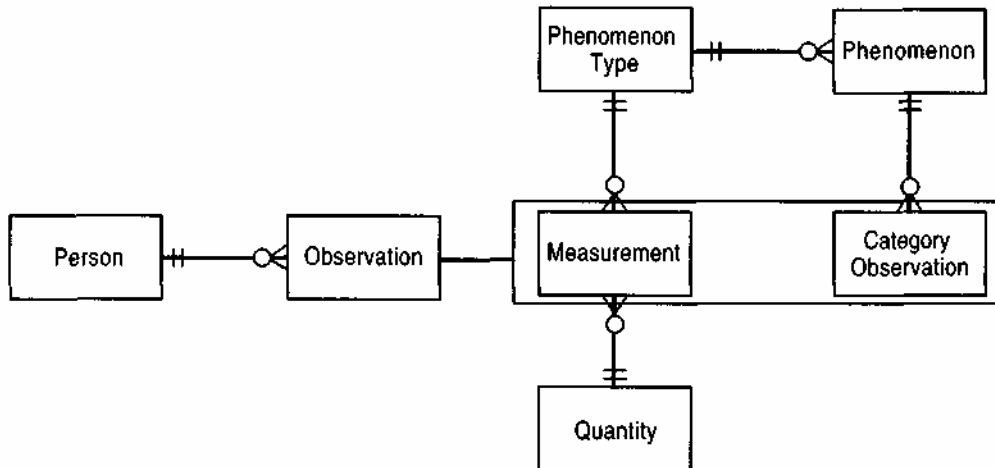 Phenomenon
Type
Phenomenon
Person
Observation
Measurement
Category
Observation
Quantity